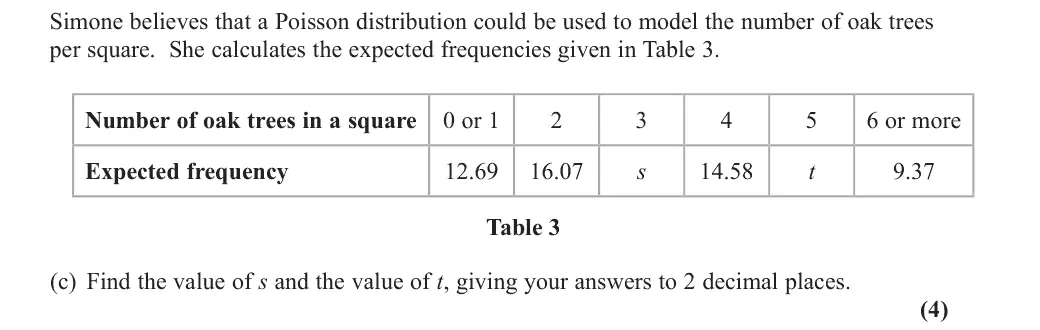 Simone believes that a Poisson distribution could be used to model the number of oak trees
per square. She calculates the expected frequencies given in Table 3.
Number of oak trees in a square 0 or 1 2 3 4 5 6 or more
Expected frequency 12.69 16.07 s 14.58 t 9.37
Table 3
(c) Find the value of s and the value of t, giving your answers to 2 decimal places.
(4)